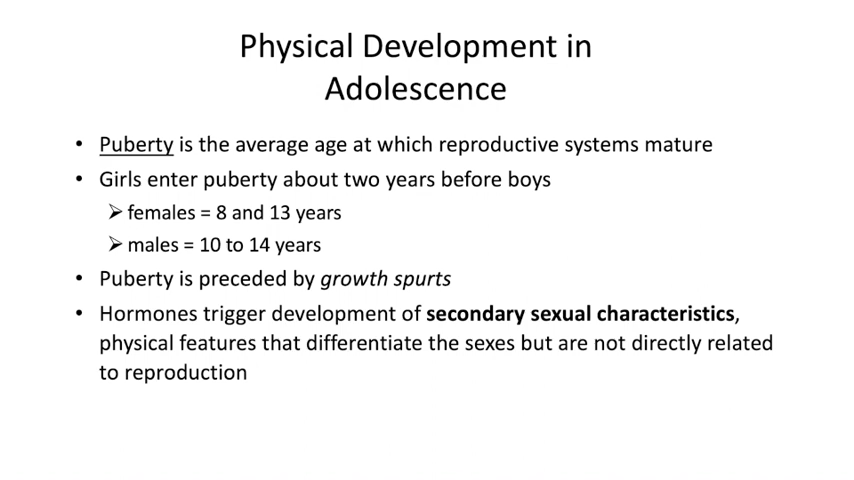 Physical Development in
Adolescence
• Puberty is the average age at which reproductive systems mature
• Girls enter puberty about two years before boys
➢ females = 8 and 13 years
➢ males = 10 to 14 years
• Puberty is preceded by growth spurts
• Hormones trigger development of secondary sexual characteristics,
physical features that differentiate the sexes but are not directly related
to reproduction